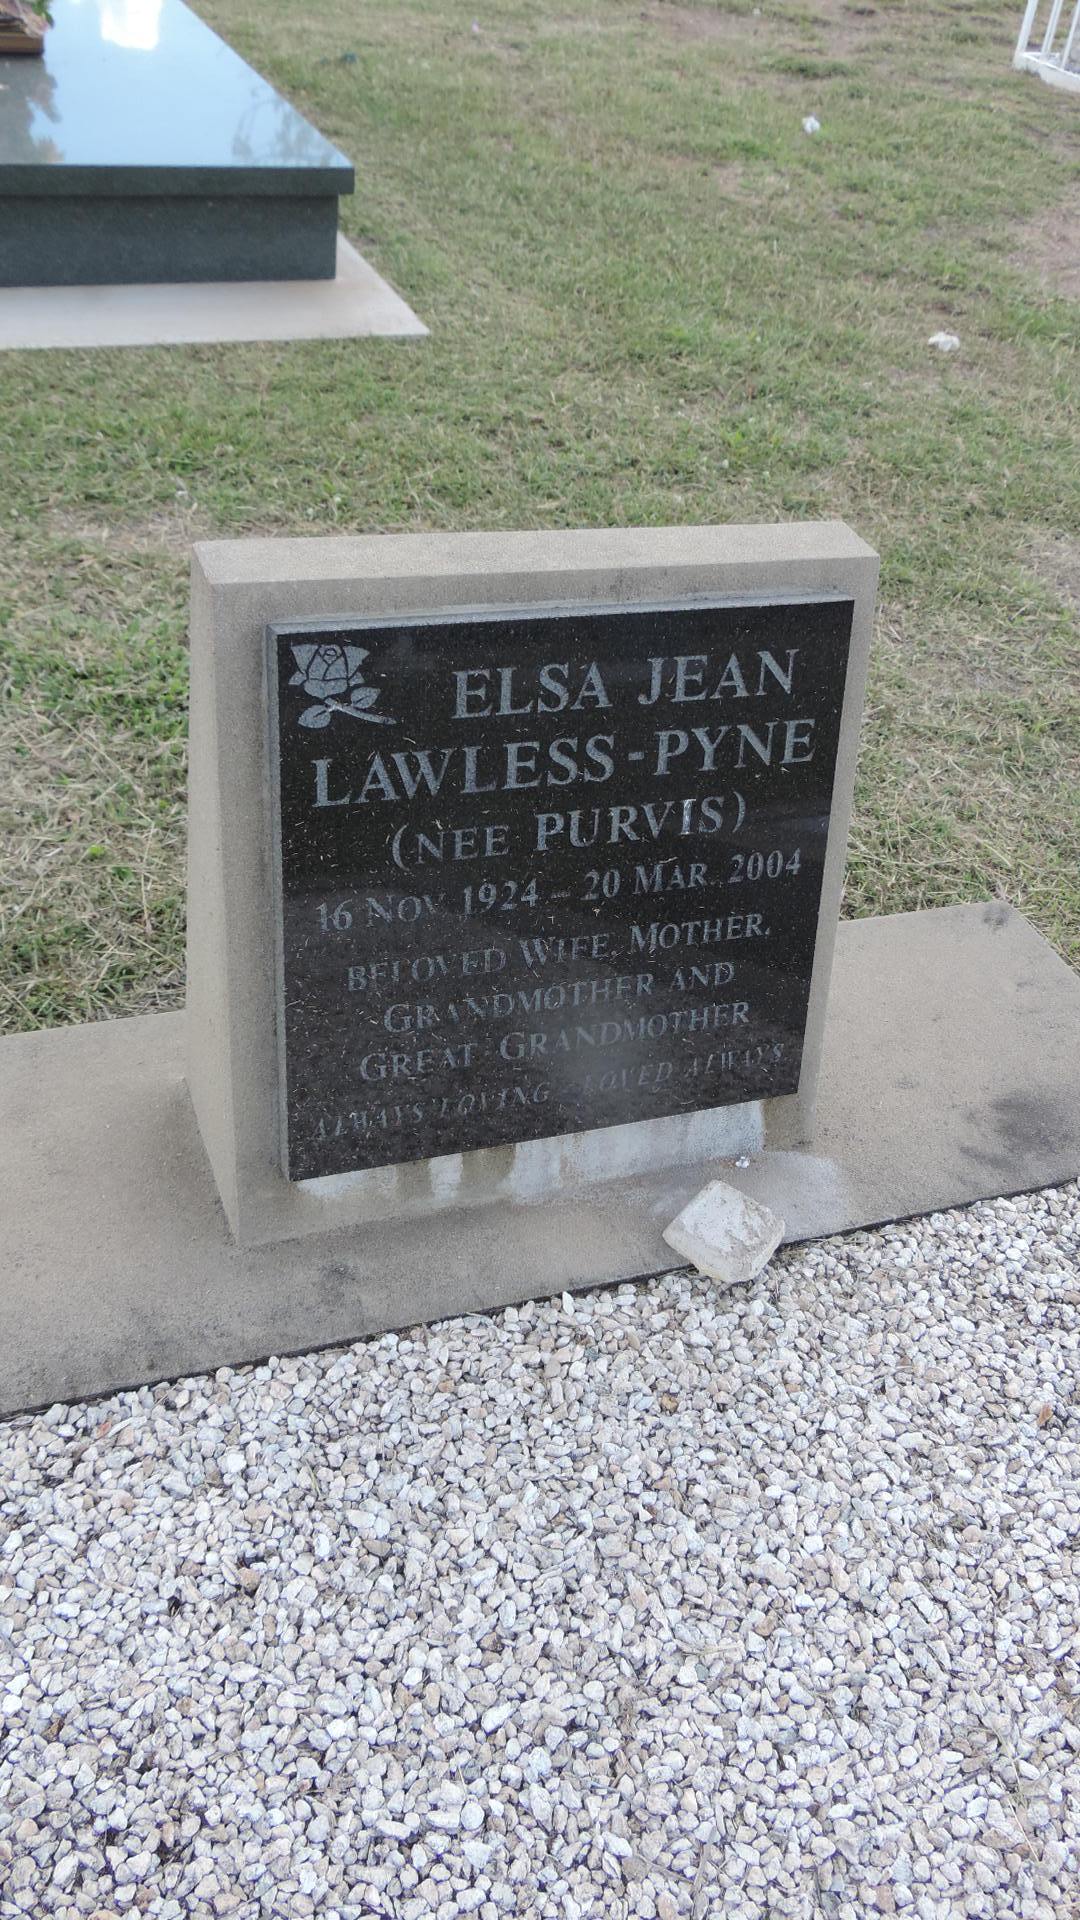 ELSA JEAN
LAWLESS-PYNE
(NEE PURVIS)
16 NOV 1924 - 20 MAR 2004
BELOVED WIFE, MOTHER,
GRANDMOTHER AND
GREAT GRANDMOTHER
ALWAYS LOVING - LOVED ALWAYS